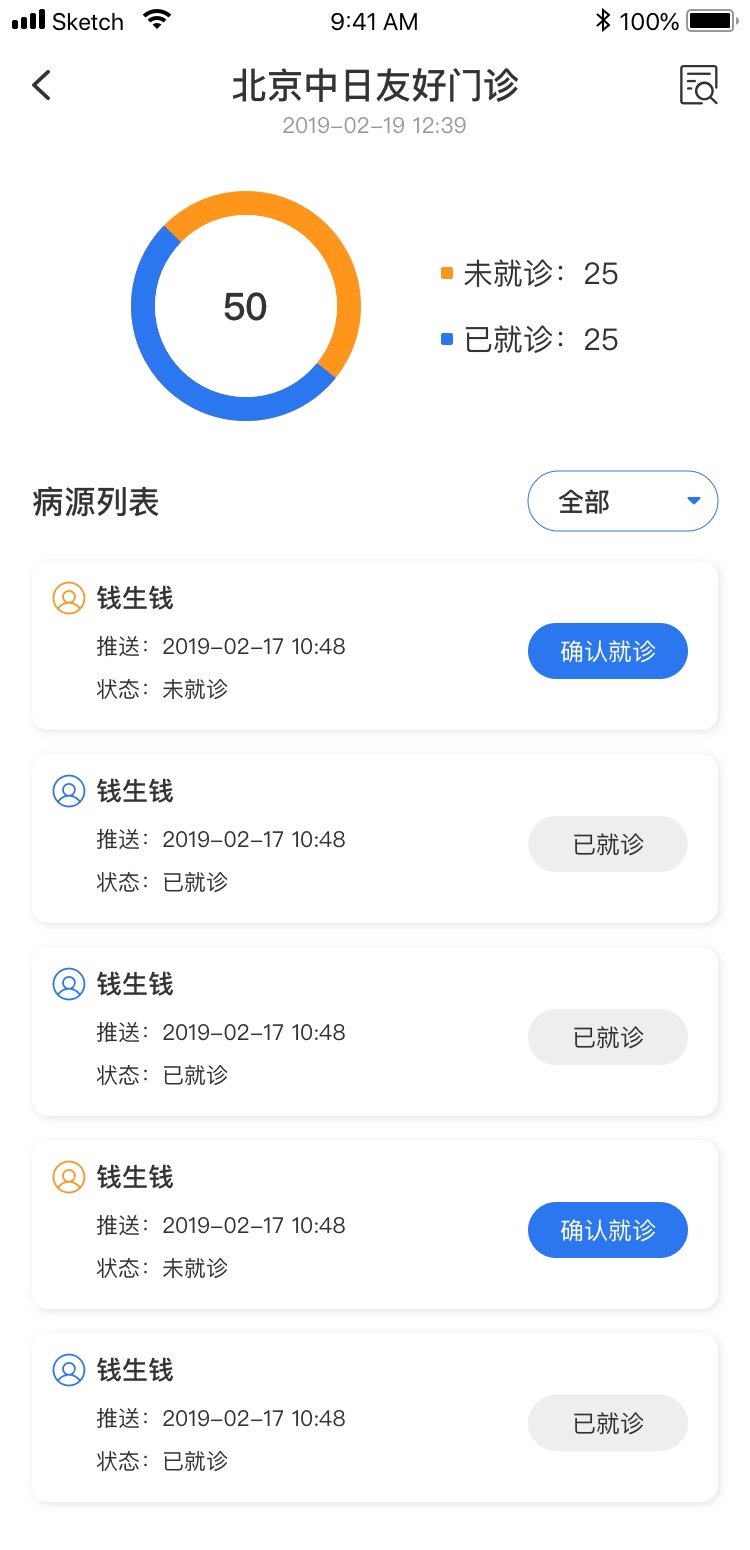 Sketch 9:41 AM 100%
北京中日友好门诊
2019-02-19 12:39
50
未就诊：25
已就诊：25
病源列表
全部
钱生钱
推送：2019-02-17 10:48
状态：未就诊
确认就诊
钱生钱
推送：2019-02-17 10:48
状态：已就诊
已就诊
钱生钱
推送：2019-02-17 10:48
状态：已就诊
已就诊
钱生钱
推送：2019-02-17 10:48
状态：未就诊
确认就诊
钱生钱
推送：2019-02-17 10:48
状态：已就诊
已就诊